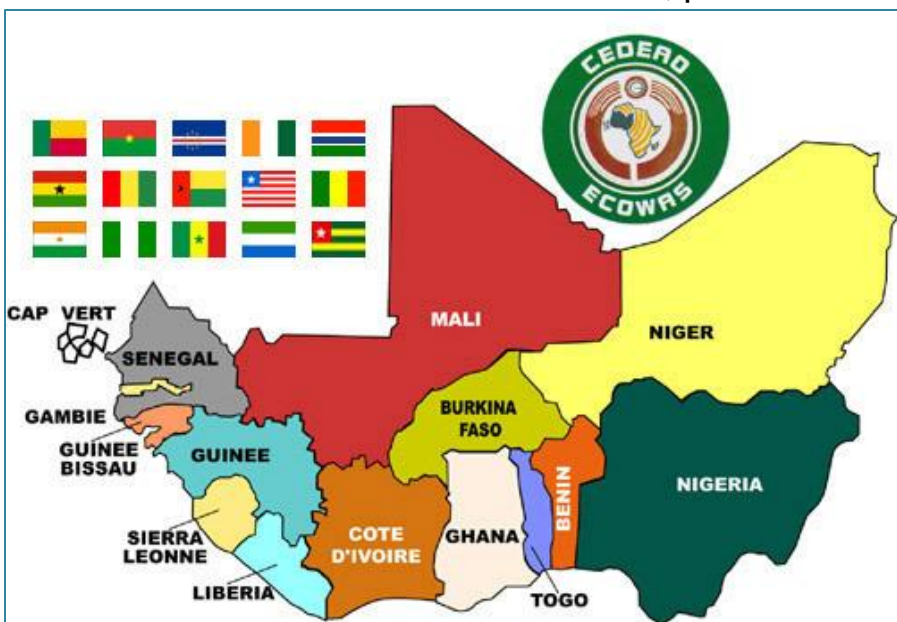 CEDEAO
ECOWAS
MALI
NIGER
CAP VERT
SENEGAL
GAMBIE
GUINEE
BISSAU
GUINEE
BURKINA
FASO
NIGERIA
BENIN
SIERRA
LEONNE
COTE
D'IVOIRE
GHANA
LIBERIA
TOGO